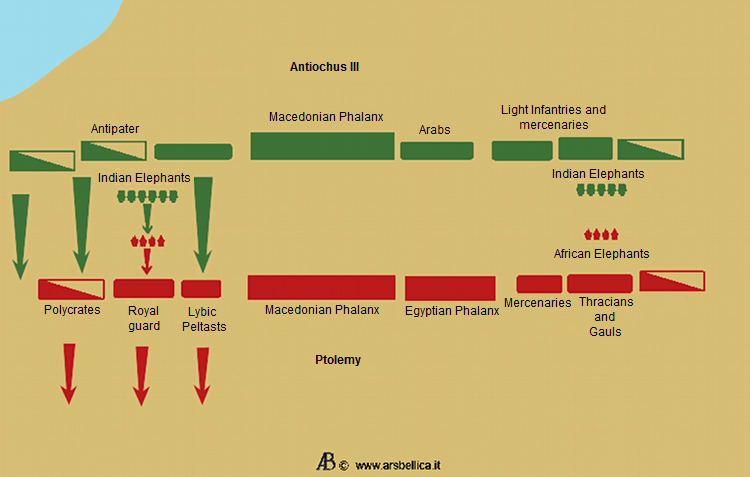 Antiochus III
Macedonian Phalanx
Light Infantries and
mercenaries
Antipater
Arabs
Indian Elephants
Indian Elephants
African Elephants
Polycrates
Royal
guard
Lybic
Peltasts
Macedonian Phalanx
Egyptian Phalanx
Mercenaries
Thracians
and
Gauls
Ptolemy
AB © www.arsbellica.it